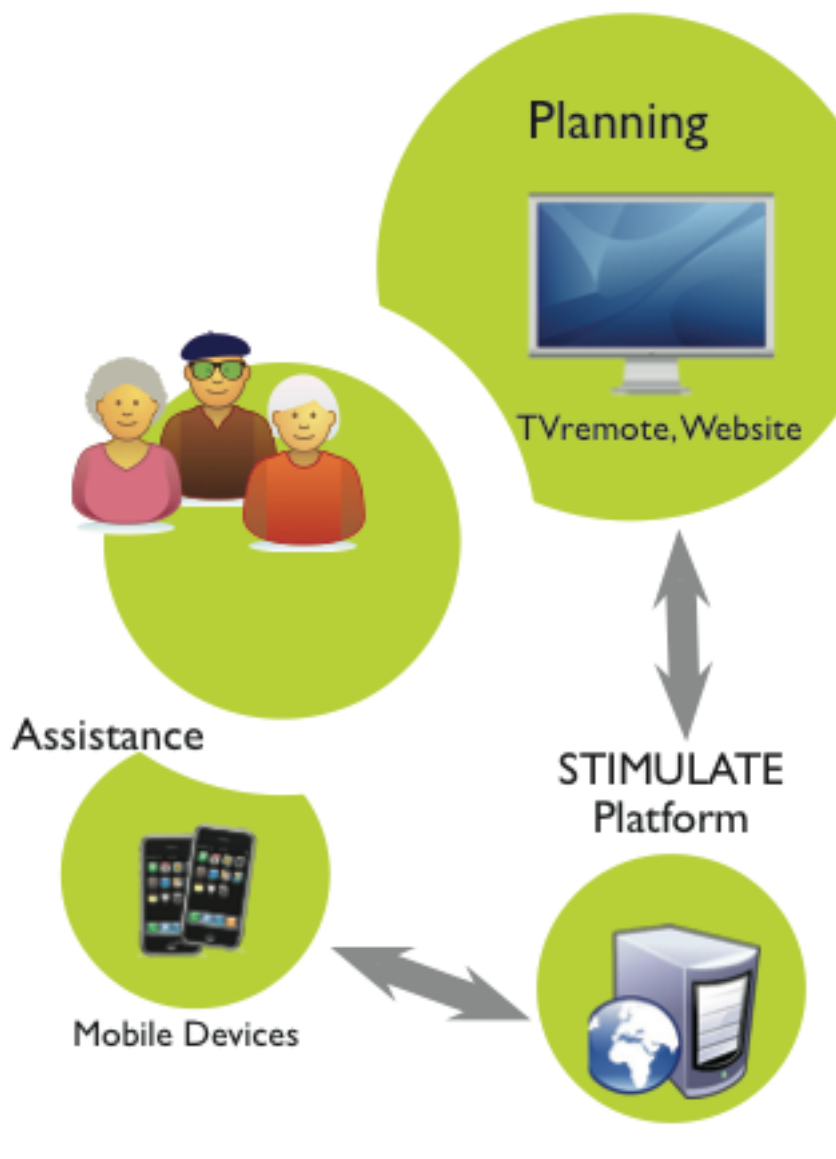 Planning
TVremote, Website
Assistance
STIMULATE
Platform
Mobile Devices